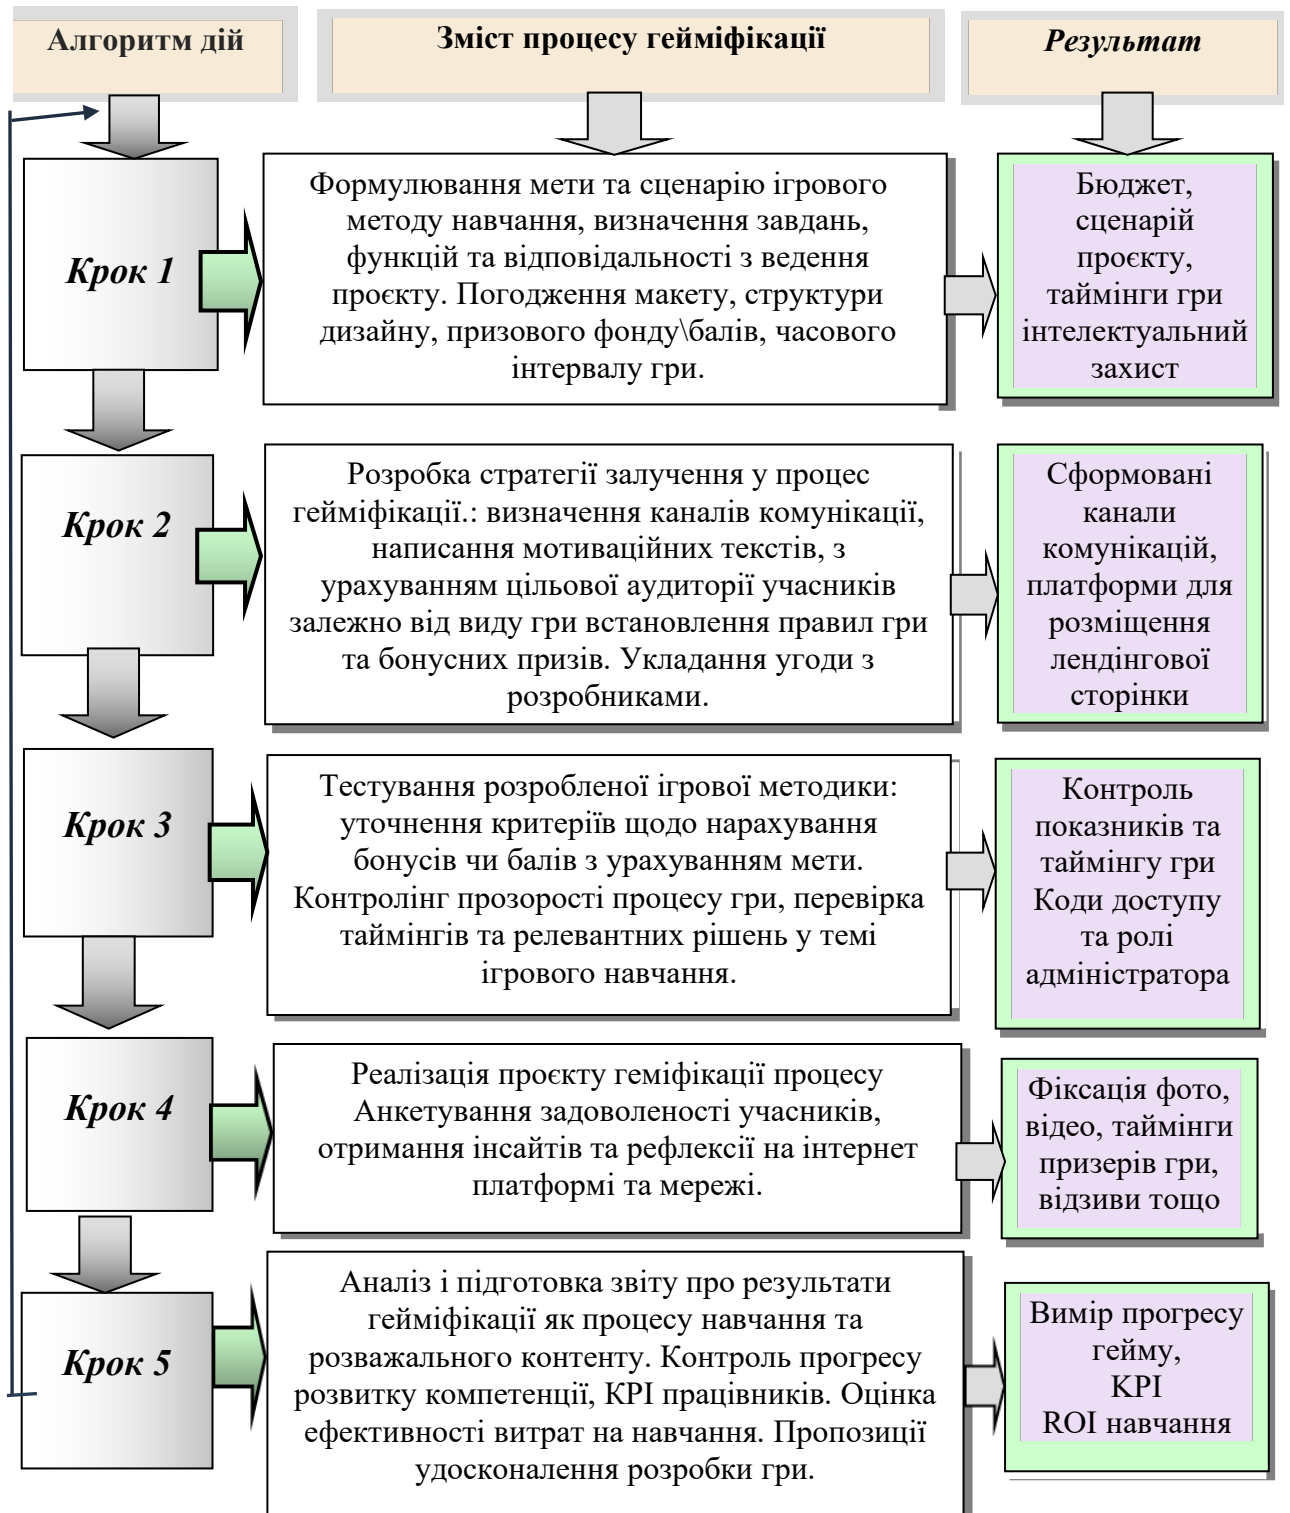 Алгоритм дій
Зміст процесу гейміфікації
Результат
Крок 1
Формулювання мети та сценарію ігрового
методу навчання, визначення завдань,
функцій та відповідальності з ведення
проєкту. Погодження макету, структури
дизайну, призового фонду\балів, часового
інтервалу гри.
Бюджет,
сценарій
проєкту,
таймінги гри
інтелектуальний
захист
Крок 2
Розробка стратегії залучення у процес
гейміфікації.: визначення каналів комунікації,
написання мотиваційних текстів, з
урахуванням цільової аудиторії учасників
залежно від виду гри встановлення правил гри
та бонусних призів. Укладання угоди з
розробниками.
Сформовані
канали
комунікацій,
платформи для
розміщення
лендінгової
сторінки
Крок 3
Тестування розробленої ігрової методики:
уточнення критеріїв щодо нарахування
бонусів чи балів з урахуванням мети.
Контролінг прозорості процесу гри, перевірка
таймінгів та релевантних рішень у темі
ігрового навчання.
Контроль
показників та
таймінгу гри
Коди доступу
та ролі
адміністратора
Крок 4
Реалізація проєкту геміфікації процесу
Анкетування задоволеності учасників,
отримання інсайтів та рефлексії на інтернет
платформі та мережі.
Фіксація фото,
відео, таймінги
призерів гри,
відзиви тощо
Крок 5
Аналіз і підготовка звіту про результати
гейміфікації як процесу навчання та
розважального контенту. Контроль прогресу
розвитку компетенції, КРІ працівників. Оцінка
ефективності витрат на навчання. Пропозиції
удосконалення розробки гри.
Вимір прогресу
гейму,
KPI
ROI навчання